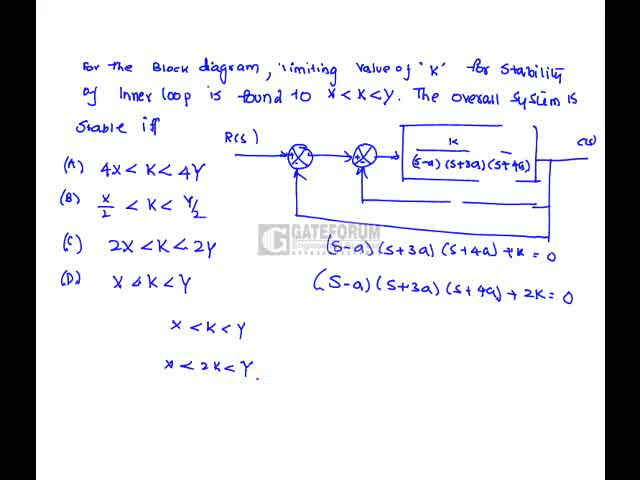 For the Block diagram, limiting value of 'K' for stability
of Inner loop is found to X < K < Y. The overall system is
stable iff
R(s)
K
(s-a) (s+3a) (s+4a)
C(s)
(A) 4X < K < 4Y
(B) X/2 < K < Y/2
(C) 2X < K < 2Y
(D) X < K < Y
GATEFORUM
(s-a) (s+3a) (s+4a) + K = 0
(s-a) (s+3a) (s+4a) + 2K = 0
X < K < Y
X < 2K < Y